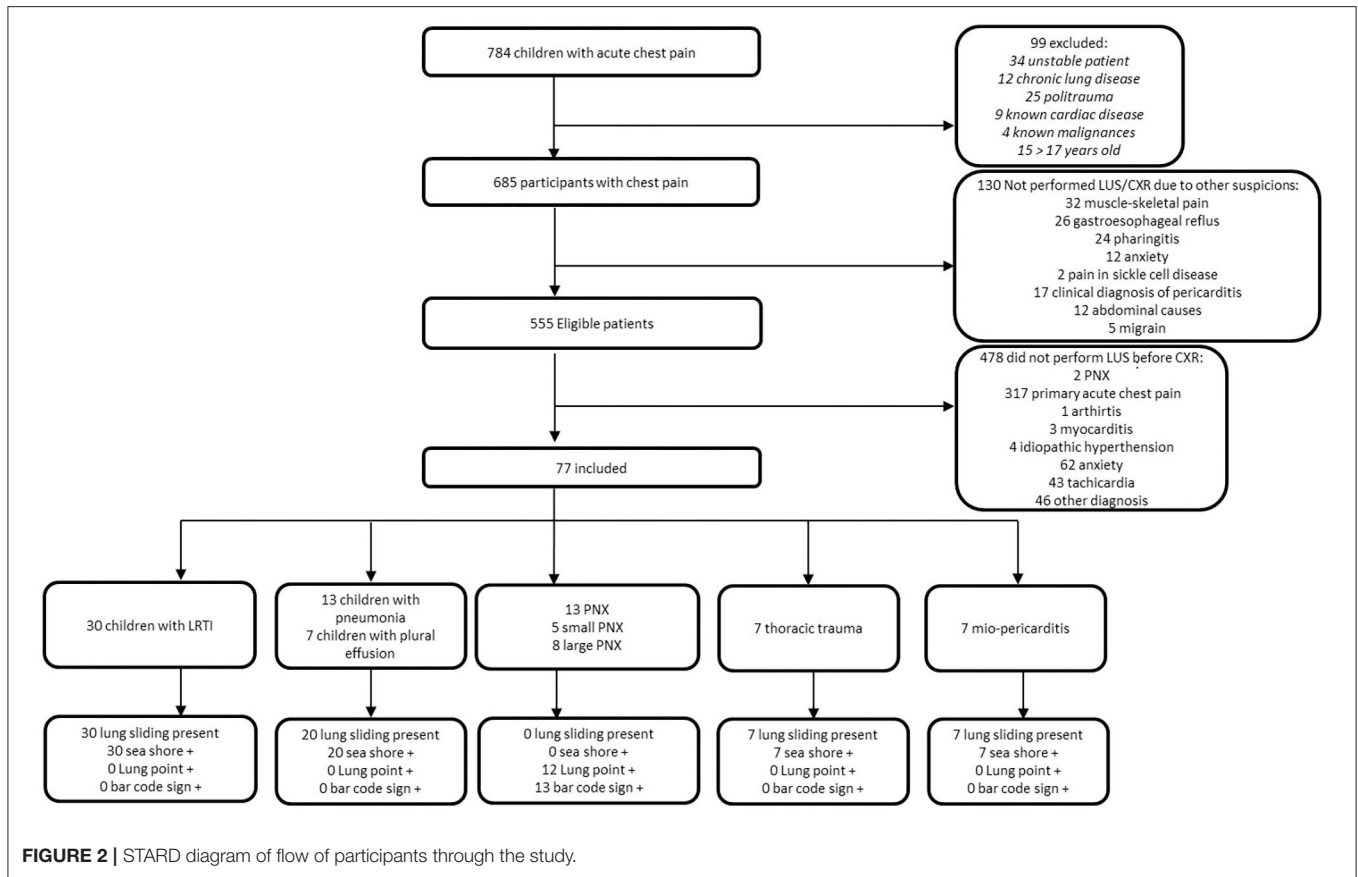 784 children with acute chest pain
99 excluded:
34 unstable patient
12 chronic lung disease
25 politrauma
9 known cardiac disease
4 known malignances
15 > 17 years old
685 participants with chest pain
130 Not performed LUS/CXR due to other suspicions:
32 muscle-skeletal pain
26 gastroesophageal reflus
24 pharingitis
12 anxiety
2 pain in sickle cell disease
17 clinical diagnosis of pericarditis
12 abdominal causes
5 migrain
555 Eligible patients
478 did not perform LUS before CXR:
2 PNX
317 primary acute chest pain
1 arthirtis
3 myocarditis
4 idiopathic hyperthension
62 anxiety
43 tachicardia
46 other diagnosis
77 included
30 children with LRTI
13 children with
pneumonia
7 children with plural
effusion
13 PNX
5 small PNX
8 large PNX
7 thoracic trauma
7 mio-pericarditis
30 lung sliding present
30 sea shore +
0 Lung point +
0 bar code sign +
20 lung sliding present
20 sea shore +
0 Lung point +
0 bar code sign +
0 lung sliding present
0 sea shore +
12 Lung point +
13 bar code sign +
7 lung sliding present
7 sea shore +
0 Lung point +
0 bar code sign +
7 lung sliding present
7 sea shore +
0 Lung point +
0 bar code sign +
FIGURE 2 | STARD diagram of flow of participants through the study.